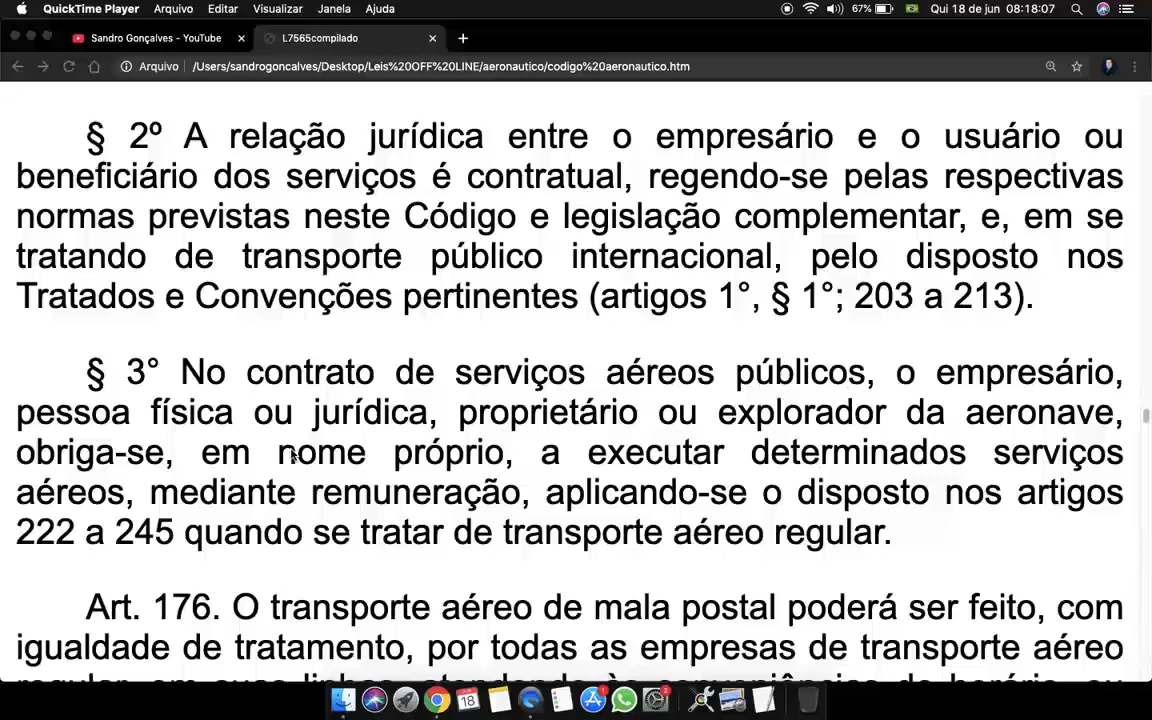 QuickTime Player Arquivo Editar Visualizar Janela Ajuda 67% Qui 18 de jun 08:18:07
Sandro Gonçalves - YouTube L7565compilado
Arquivo /Users/sandrogoncalves/Desktop/Leis%20OFF%20LINE/aeronautico/codigo%20aeronautico.htm
§ 2º A relação jurídica entre o empresário e o usuário ou
beneficiário dos serviços é contratual, regendo-se pelas respectivas
normas previstas neste Código e legislação complementar, e, em se
tratando de transporte público internacional, pelo disposto nos
Tratados e Convenções pertinentes (artigos 1°, § 1°; 203 a 213).
§ 3° No contrato de serviços aéreos públicos, o empresário,
pessoa física ou jurídica, proprietário ou explorador da aeronave,
obriga-se, em nome próprio, a executar determinados serviços
aéreos, mediante remuneração, aplicando-se o disposto nos artigos
222 a 245 quando se tratar de transporte aéreo regular.
Art. 176. O transporte aéreo de mala postal poderá ser feito, com
igualdade de tratamento, por todas as empresas de transporte aéreo
18